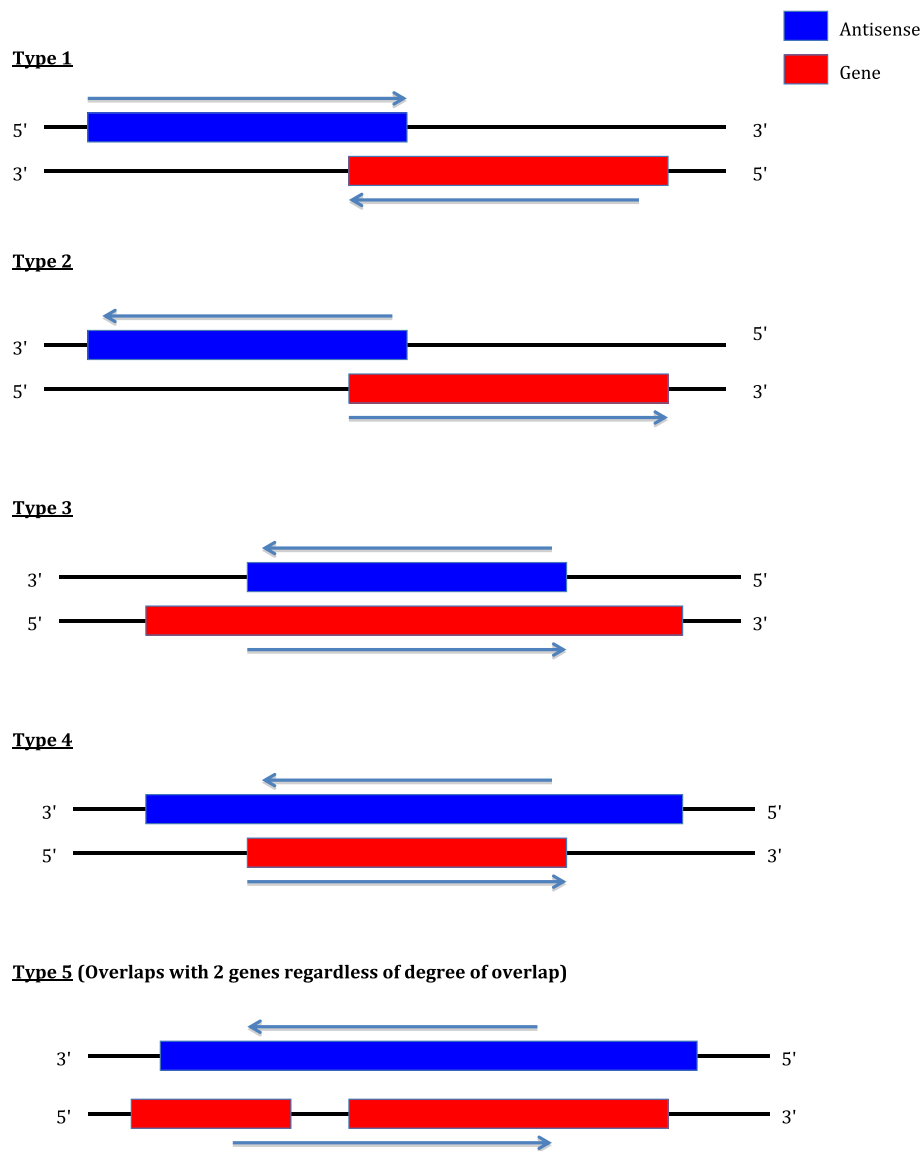 Antisense
Type 1
Gene
5' 3'
3' 5'
Type 2
3' 5'
5' 3'
Type 3
3' 5'
5' 3'
Type 4
3' 5'
5' 3'
Type 5 (Overlaps with 2 genes regardless of degree of overlap)
3' 5'
5' 3'